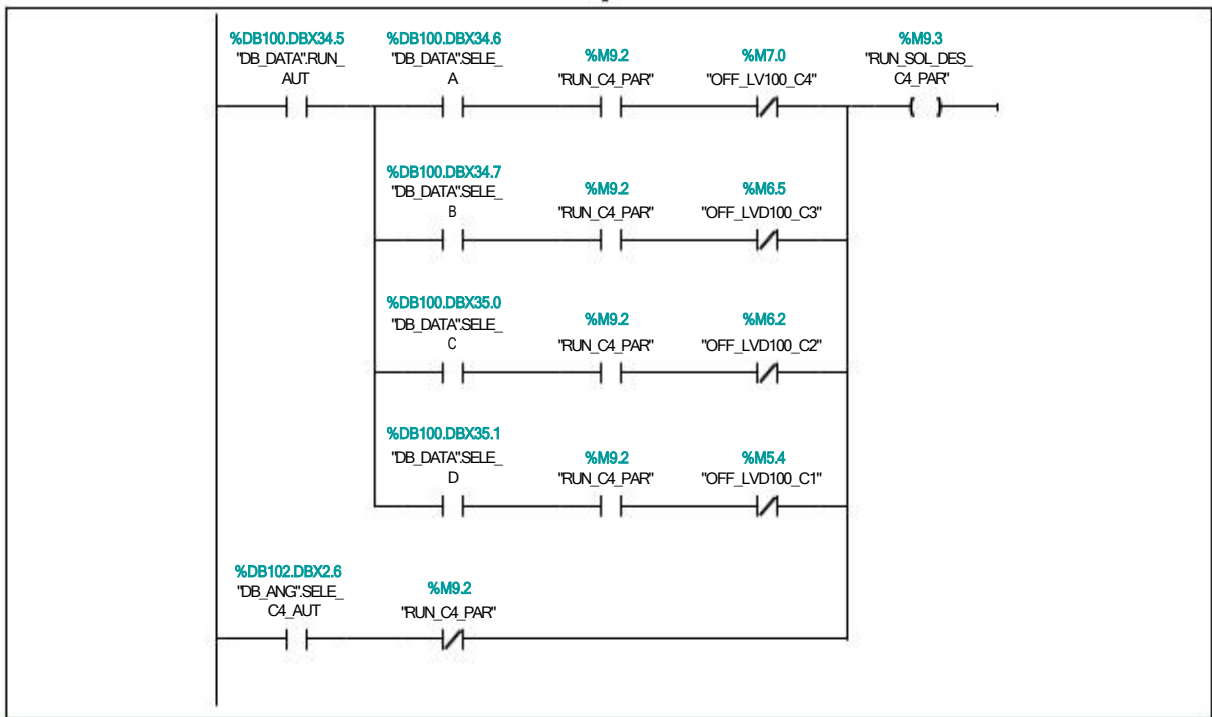 %DB100.DBX34.5 %DB100.DBX34.6 %M9.3
"DB_DATA".RUN_ "DB_DATA".SELE_ %M9.2 %M7.0 "RUN_SOL_DES_
AUT A "RUN_C4_PAR" "OFF_LV100_C4" C4_PAR"
%DB100.DBX34.7
"DB_DATA".SELE_ %M9.2 %M6.5
B "RUN_C4_PAR" "OFF_LVD100_C3"
%DB100.DBX35.0
"DB_DATA".SELE_ %M9.2 %M6.2
C "RUN_C4_PAR" "OFF_LVD100_C2"
%DB100.DBX35.1
"DB_DATA".SELE_ %M9.2 %M5.4
D "RUN_C4_PAR" "OFF_LVD100_C1"
%DB102.DBX2.6
"DB_ANG".SELE_ %M9.2
C4_AUT "RUN_C4_PAR"